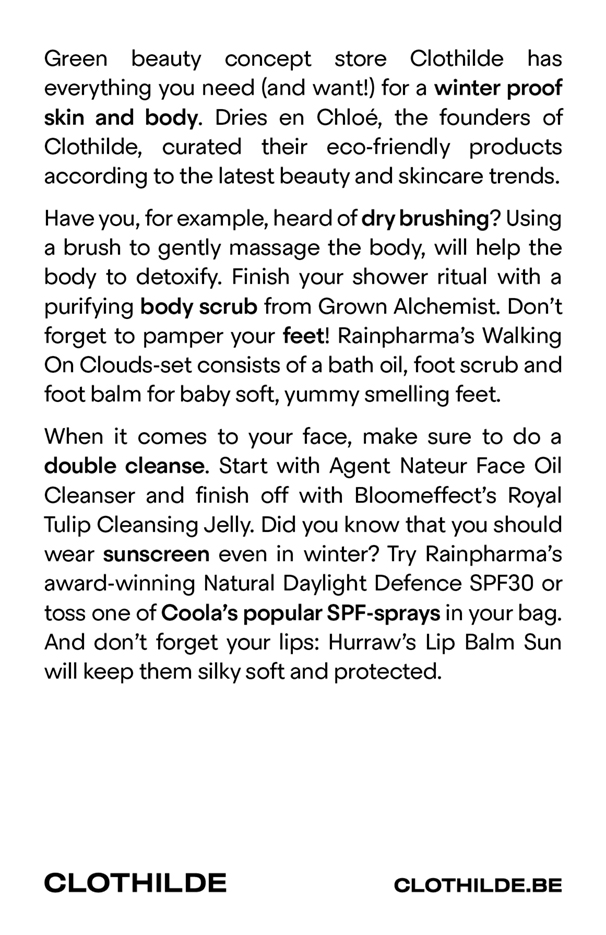 Green beauty concept store Clothilde has
everything you need (and want!) for a winter proof
skin and body. Dries en Chloé, the founders of
Clothilde, curated their eco-friendly products
according to the latest beauty and skincare trends.
Have you, for example, heard of dry brushing? Using
a brush to gently massage the body, will help the
body to detoxify. Finish your shower ritual with a
purifying body scrub from Grown Alchemist. Don’t
forget to pamper your feet! Rainpharma’s Walking
On Clouds-set consists of a bath oil, foot scrub and
foot balm for baby soft, yummy smelling feet.
When it comes to your face, make sure to do a
double cleanse. Start with Agent Nateur Face Oil
Cleanser and finish off with Bloomeffect’s Royal
Tulip Cleansing Jelly. Did you know that you should
wear sunscreen even in winter? Try Rainpharma’s
award-winning Natural Daylight Defence SPF30 or
toss one of Coola’s popular SPF-sprays in your bag.
And don’t forget your lips: Hurraw’s Lip Balm Sun
will keep them silky soft and protected.
CLOTHILDE
CLOTHILDE.BE